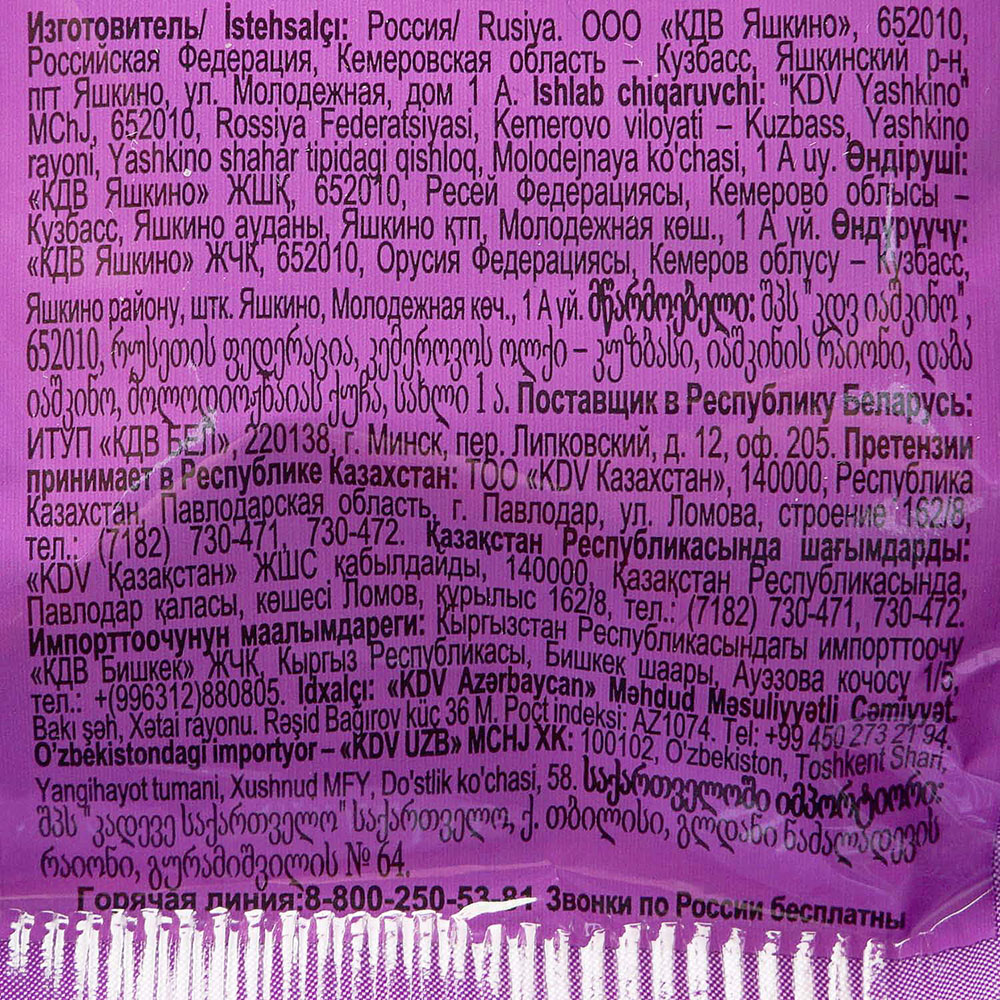 Изготовитель/ İstehsalçı: Россия/ Rusiya. ООО «КДВ Яшкино», 652010,
Российская Федерация, Кемеровская область – Кузбасс, Яшкинский р-н,
пгт Яшкино, ул. Молодежная, дом 1 А. Ishlab chiqaruvchi: "KDV Yashkino"
MChJ, 652010, Rossiya Federatsiyasi, Kemerovo viloyati – Kuzbass, Yashkino
rayoni, Yashkino shahar tipidagi qishloq, Molodejnaya ko'chasi, 1 A uy. Өндіруші:
«КДВ Яшкино» ЖШҚ, 652010, Ресей Федерациясы, Кемерово облысы –
Кузбасс, Яшкино ауданы, Яшкино қтп, Молодежная көш., 1 А үй. Өндүрүүчү:
«КДВ Яшкино» ЖЧК, 652010, Орусия Федерациясы, Кемеров облусу – Кузбасс,
Яшкино району, штк. Яшкино, Молодежная көч., 1 А үй. მწარმოებელი: შპს "კდვ იაშკინო",
652010, რუსეთის ფედერაცია, კემეროვოს ოლქი – კუზბასი, იაშკინის რაიონი, დაბა
იაშკინო, მოლოდიოჟნაიას ქუჩა, სახლი 1 ა. Поставщик в Республику Беларусь:
ИТУП «КДВ БЕЛ» 220138, г. Минск, пер. Липковский, д. 12, оф. 205. Претензии
принимает в Республике Казахстан: ТОО «KDV Казахстан», 140000, Республика
Казахстан, Павлодарская область, г. Павлодар, ул. Ломова, строение 162/8,
тел.: (7182) 730-471, 730-472. Қазақстан Республикасында шағымдарды:
«KDV Қазақстан» ЖШС қабылдайды, 140000, Қазақстан Республикасында,
Павлодар қаласы, көшесі Ломов, құрылыс 162/8, тел.: (7182) 730-471, 730-472.
Импорттоочунун маалымдареги: Кыргызстан Республикасындагы импорттоочу
«КДВ Бишкек» ЖЧК, Кыргыз Республикасы, Бишкек шаары, Ауэзова кочосу 1/5,
тел.: +(996312)880805. İdxalçı: «KDV Azərbaycan» Məhdud Məsuliyyətli Cəmiyyət.
Bakı şəh, Xətai rayonu. Rəşid Bağırov küç 36 M. Poçt indeksi: AZ1074. Tel: +99 450 273 21 94.
O'zbekistondagi importyor – «KDV UZB» MCHJ XK: 100102, O'zbekiston, Toshkent Shari,
Yangihayot tumani, Xushnud MFY, Do'stlik ko'chasi, 58. საქართველოში იმპორტიორი:
შპს "კადევე საქართველო" საქართველო, ქ. თბილისი, გლდანი ნაძალადევის
რაიონი, გურამიშვილის № 64.
Горячая линия:8-800-250-53-81 Звонки по России бесплатны